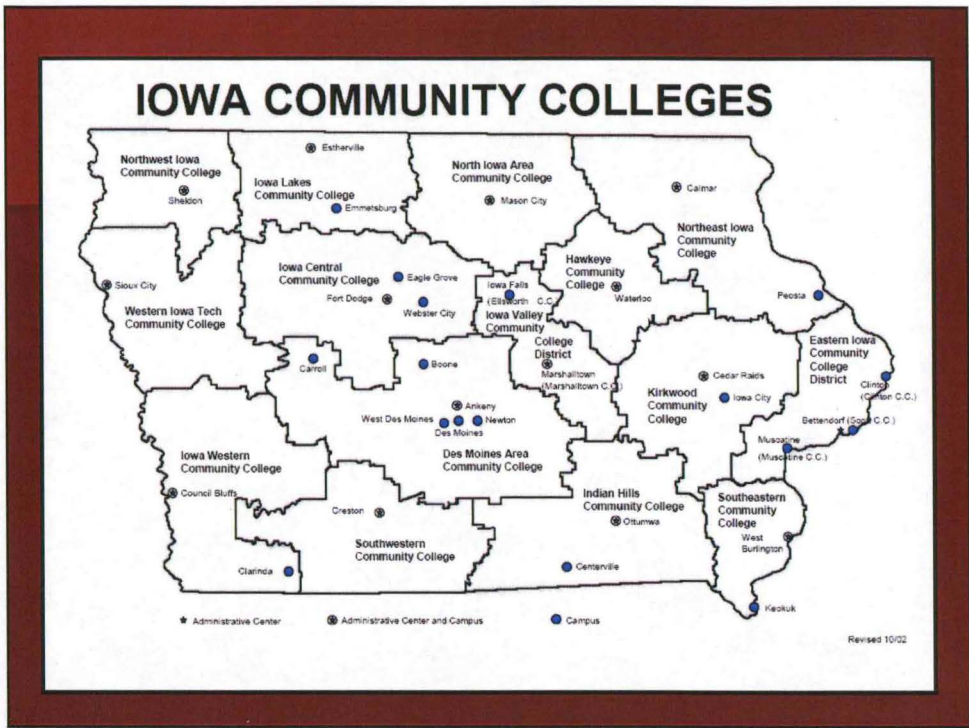 IOWA COMMUNITY COLLEGES
Northwest Iowa
Community College
Sheldon
Estherville
Iowa Lakes
Community College
Emmetsburg
North Iowa Area
Community College
Mason City
Calmar
Northeast Iowa
Community
College
Peosta
Sioux City
Western Iowa Tech
Community College
Iowa Central
Community College
Eagle Grove
Fort Dodge
Webster City
Iowa Falls
(Ellsworth C.C.)
Iowa Valley
Community
College
District
Marshalltown
(Marshalltown C.C.)
Hawkeye
Community
College
Waterloo
Carroll
Boone
Ankeny
West Des Moines
Des Moines
Newton
Des Moines Area
Community College
Cedar Raids
Iowa City
Kirkwood
Community
College
Eastern Iowa
Community
College
District
Clinton
(Clinton C.C.)
Bettendorf (Scott C.C.)
Muscatine
(Muscatine C.C.)
Iowa Western
Community College
Council Bluffs
Clarinda
Creston
Southwestern
Community College
Indian Hills
Community College
Ottumwa
Centerville
Southeastern
Community
College
West
Burlington
Keokuk
Administrative Center
Administrative Center and Campus
Campus
Revised 10/02